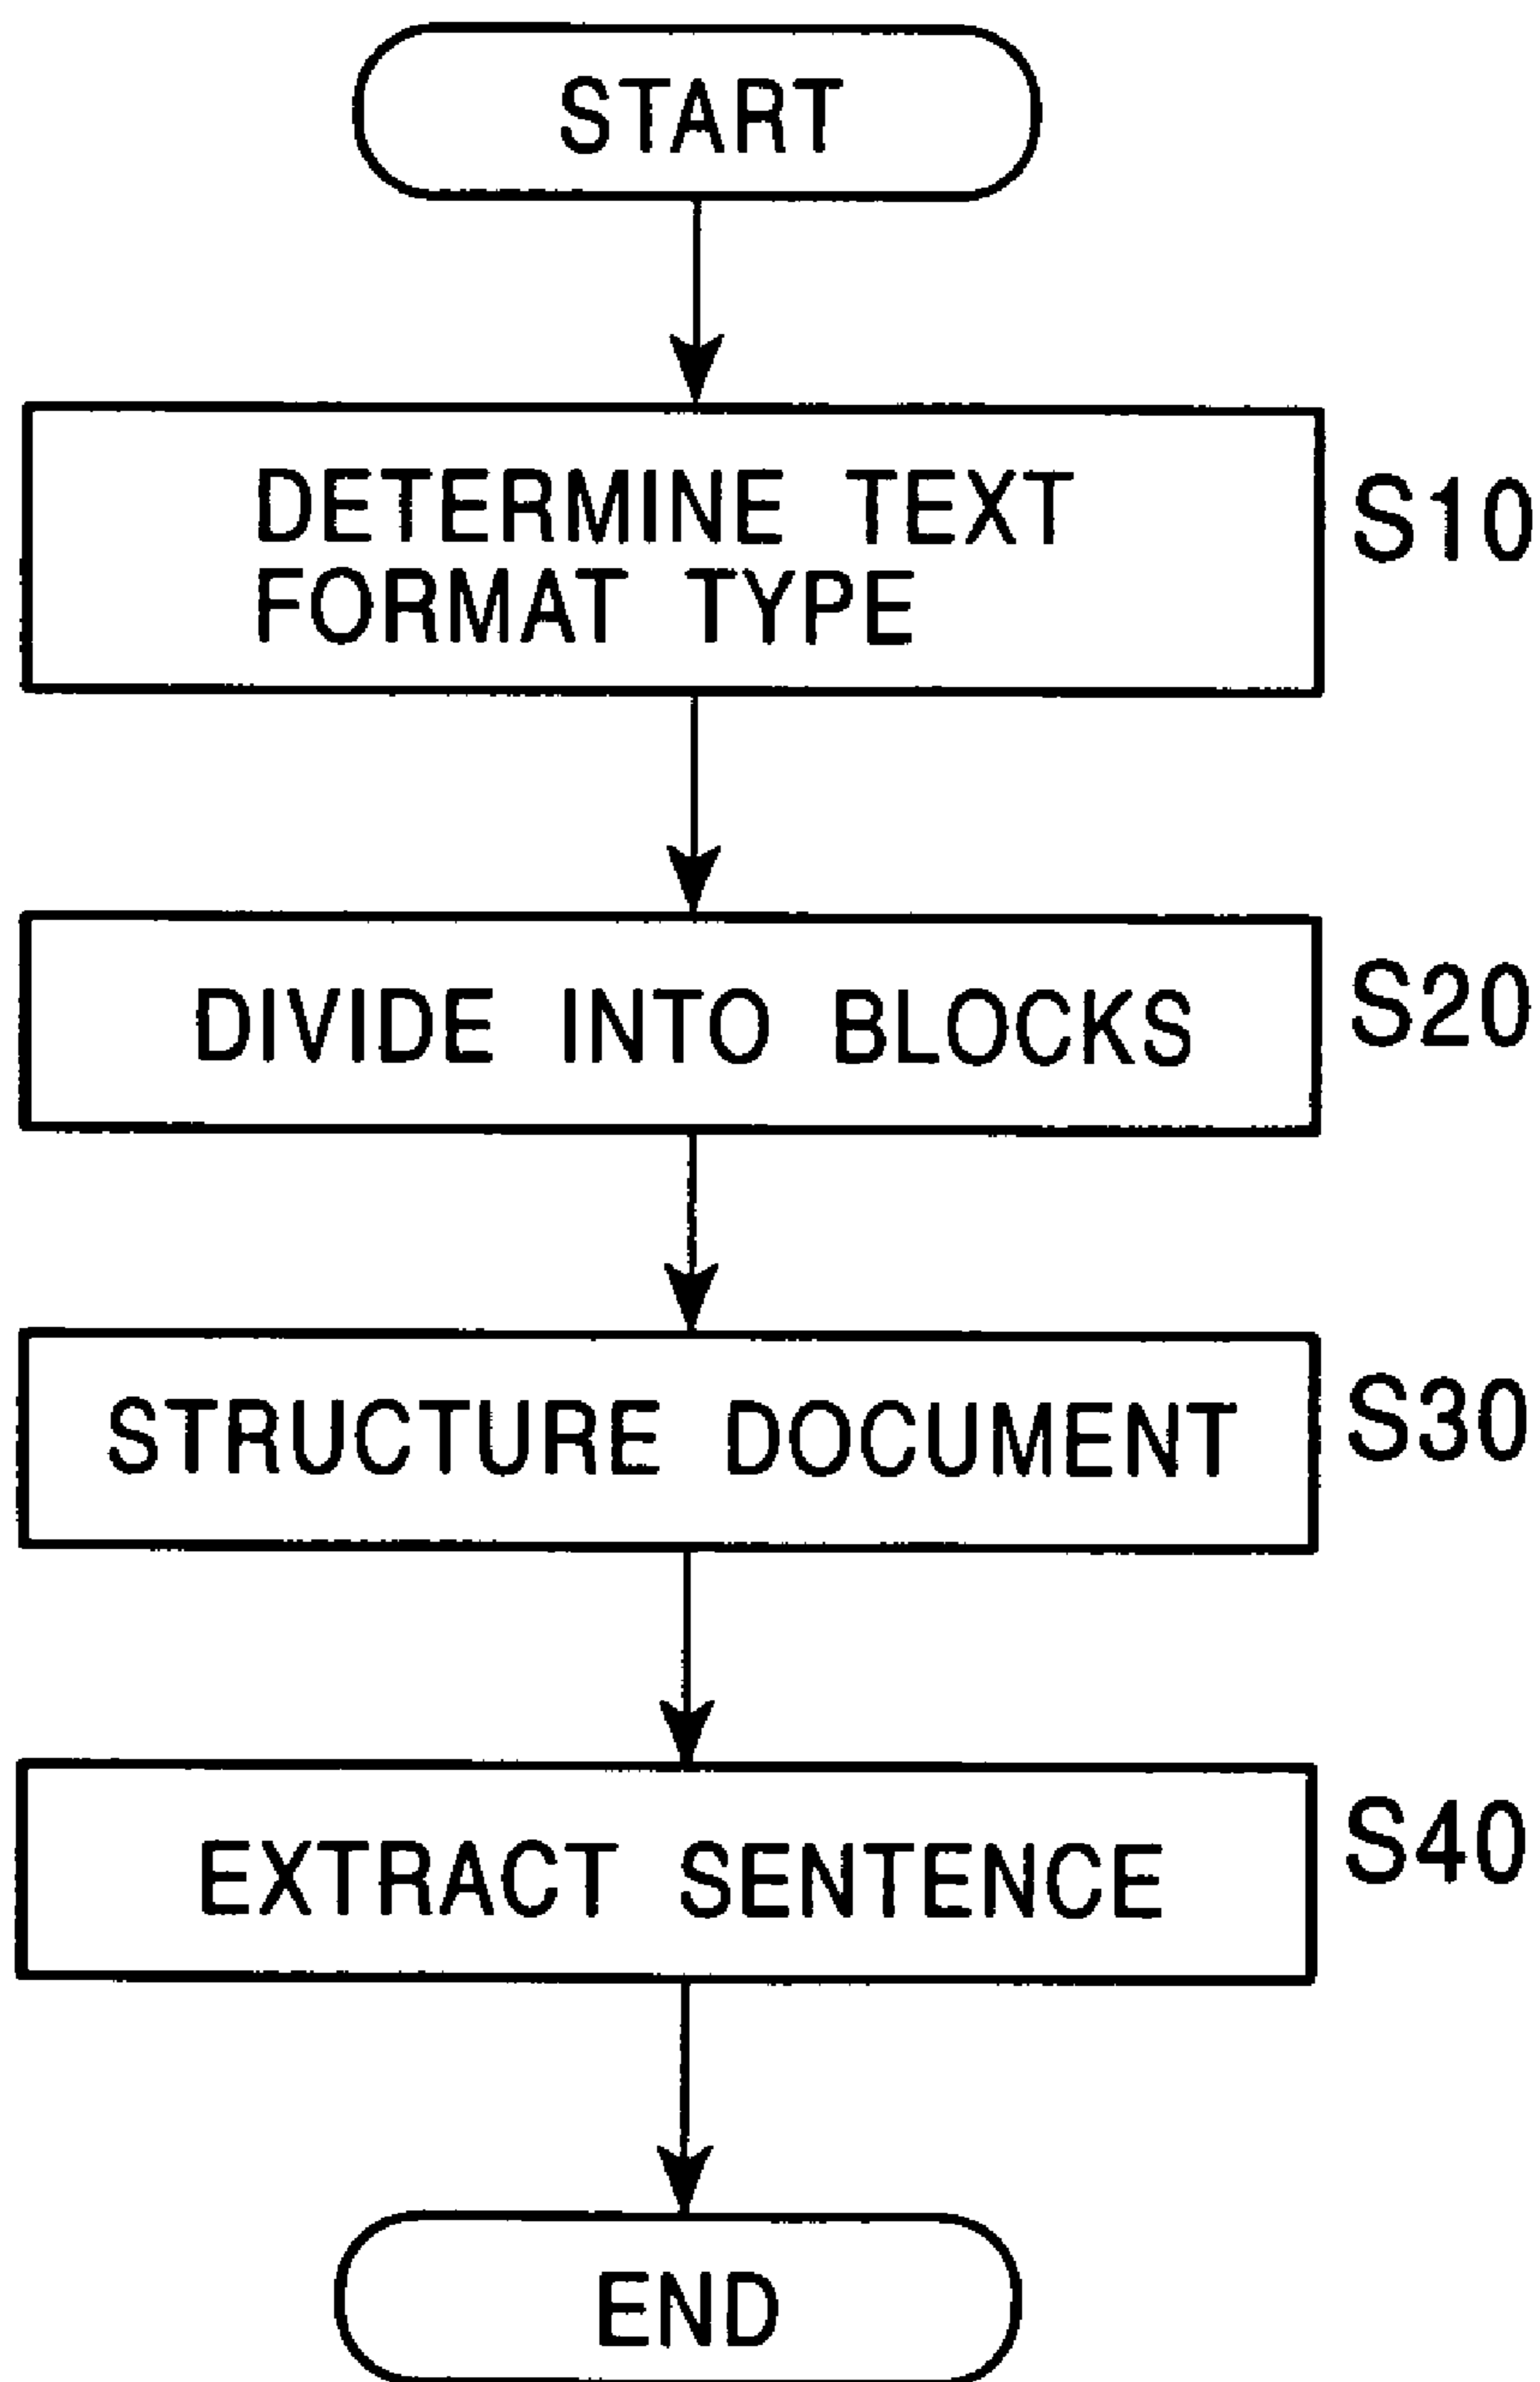 START
DETERMINE TEXT
FORMAT TYPE
S10
DIVIDE INTO BLOCKS
S20
STRUCTURE DOCUMENT
S30
EXTRACT SENTENCE
S40
END